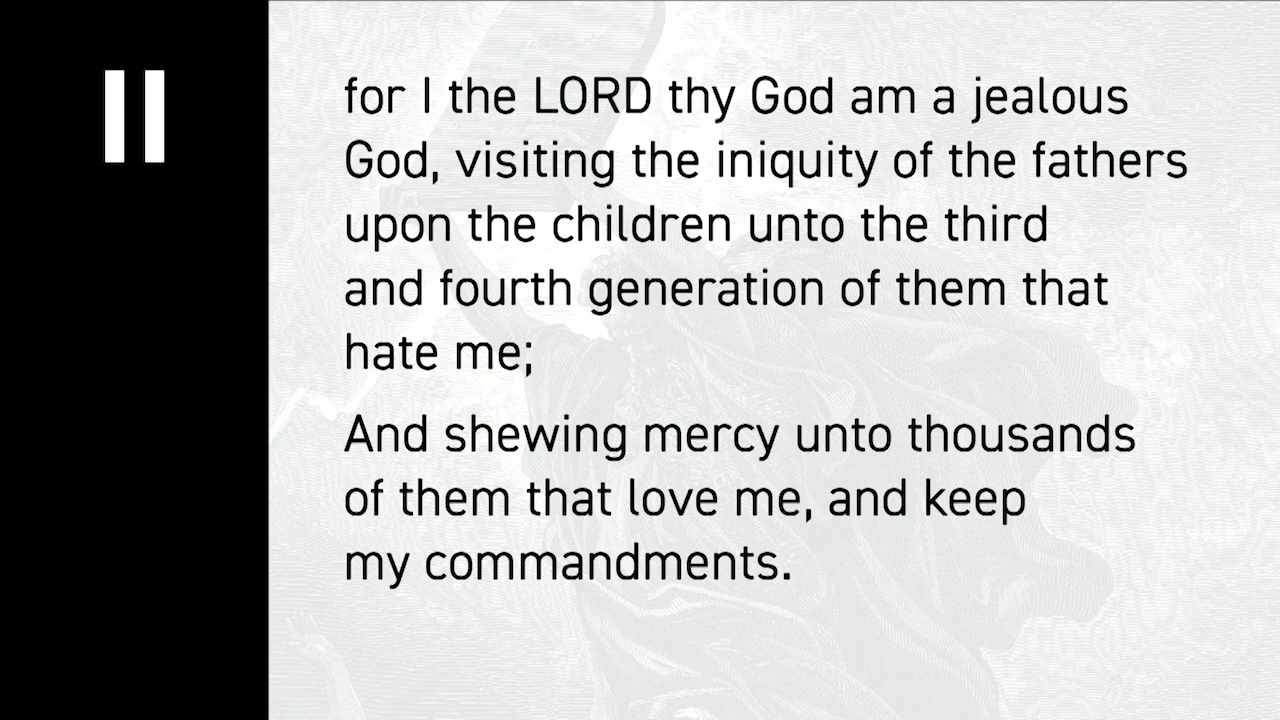 II
for I the LORD thy God am a jealous
God, visiting the iniquity of the fathers
upon the children unto the third
and fourth generation of them that
hate me;
And shewing mercy unto thousands
of them that love me, and keep
my commandments.